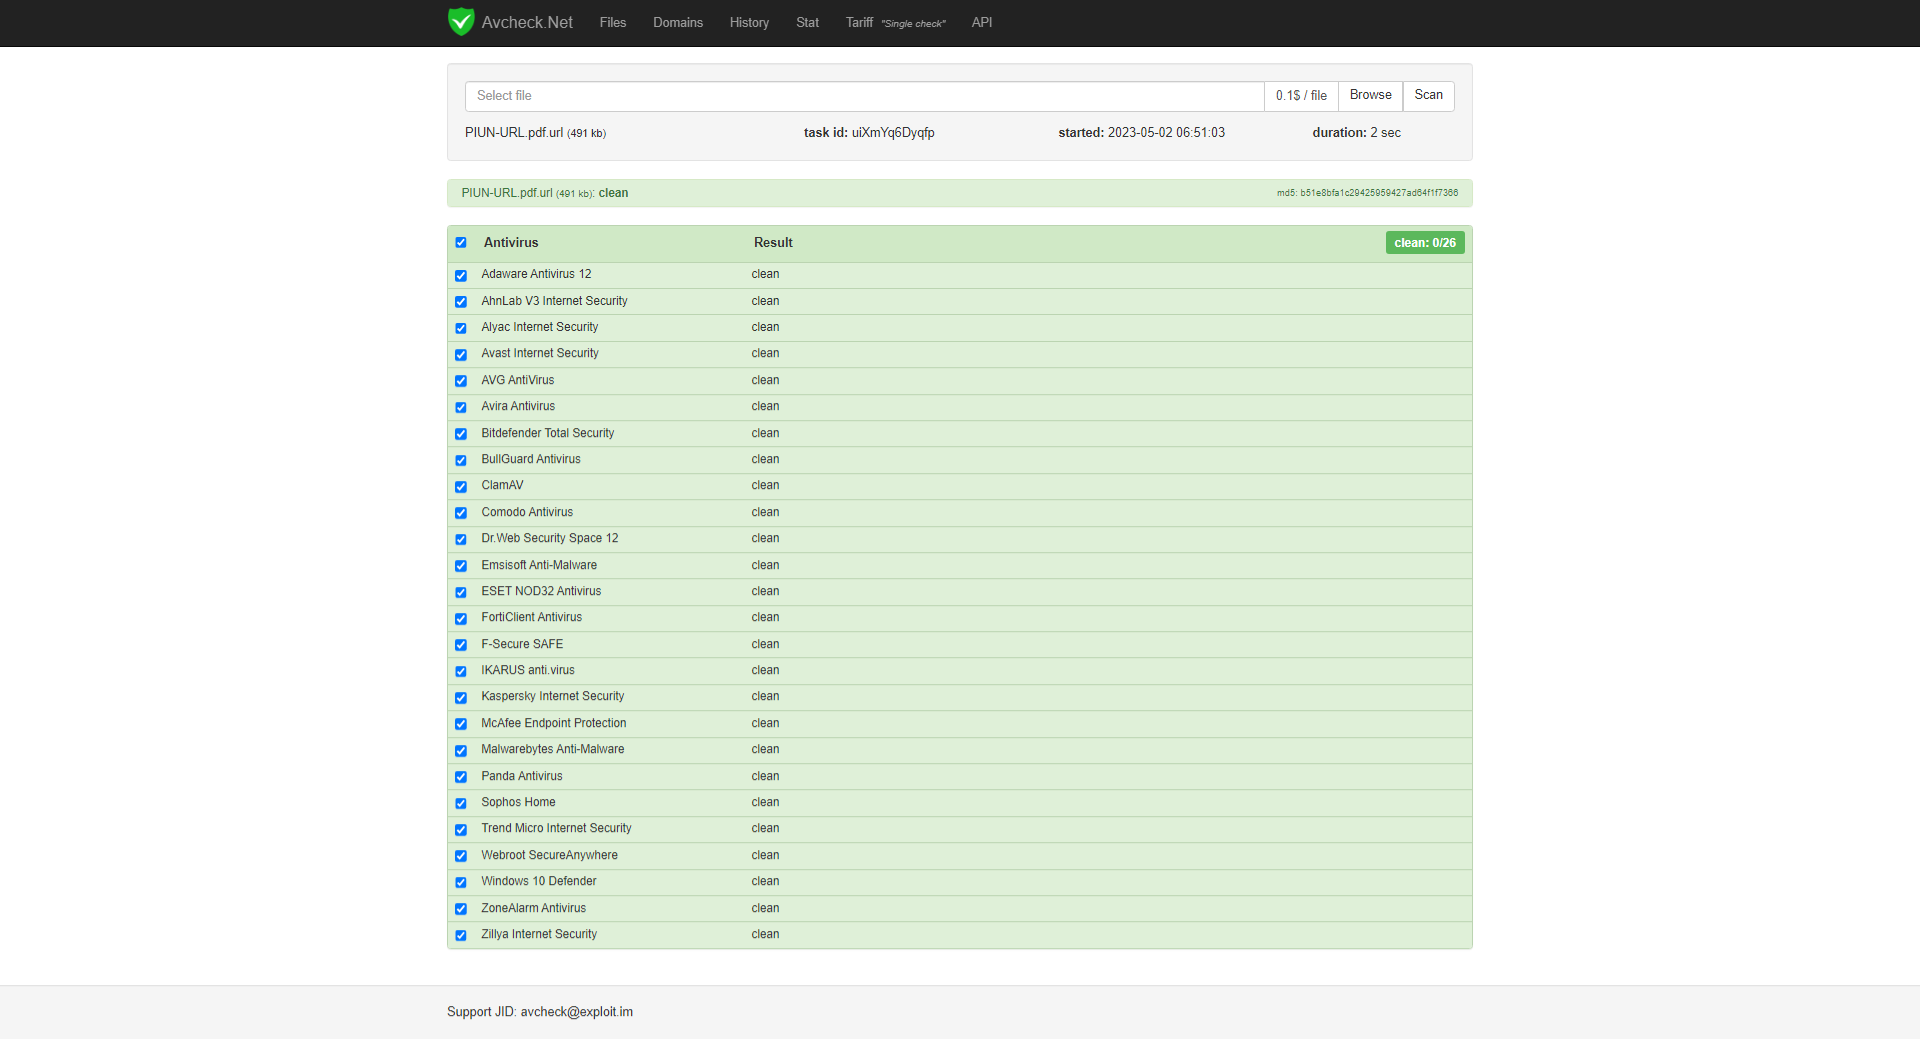 Avcheck.Net Files Domains History Stat Tariff "Single check" API
Select file 0.1$ / file Browse Scan
PIUN-URL.pdf.url (491 kb) task id: uiXmYq6Dyqfp started: 2023-05-02 06:51:03 duration: 2 sec
PIUN-URL.pdf.url (491 kb): clean md5: b51e8bfa1c29425959427ad64f1f7366
Antivirus Result clean: 0/26
Adaware Antivirus 12 clean
AhnLab V3 Internet Security clean
Alyac Internet Security clean
Avast Internet Security clean
AVG AntiVirus clean
Avira Antivirus clean
Bitdefender Total Security clean
BullGuard Antivirus clean
ClamAV clean
Comodo Antivirus clean
Dr.Web Security Space 12 clean
Emsisoft Anti-Malware clean
ESET NOD32 Antivirus clean
FortiClient Antivirus clean
F-Secure SAFE clean
IKARUS anti.virus clean
Kaspersky Internet Security clean
McAfee Endpoint Protection clean
Malwarebytes Anti-Malware clean
Panda Antivirus clean
Sophos Home clean
Trend Micro Internet Security clean
Webroot SecureAnywhere clean
Windows 10 Defender clean
ZoneAlarm Antivirus clean
Zillya Internet Security clean
Support JID: avcheck@exploit.im